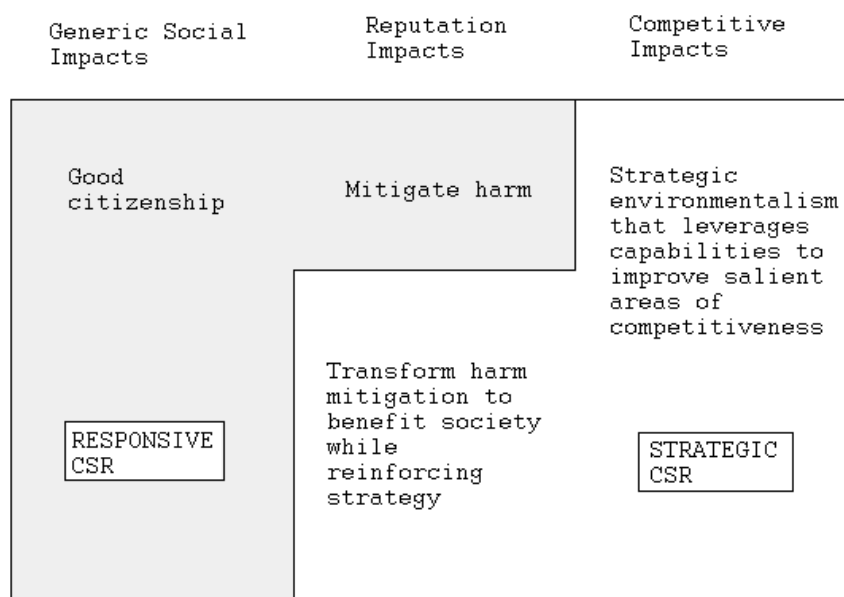 Generic Social
Impacts
Reputation
Impacts
Competitive
Impacts
Good
citizenship
Mitigate harm
Strategic
environmentalism
that leverages
capabilities to
improve salient
areas of
competitiveness
Transform harm
mitigation to
benefit society
while
reinforcing
strategy
RESPONSIVE
CSR
STRATEGIC
CSR